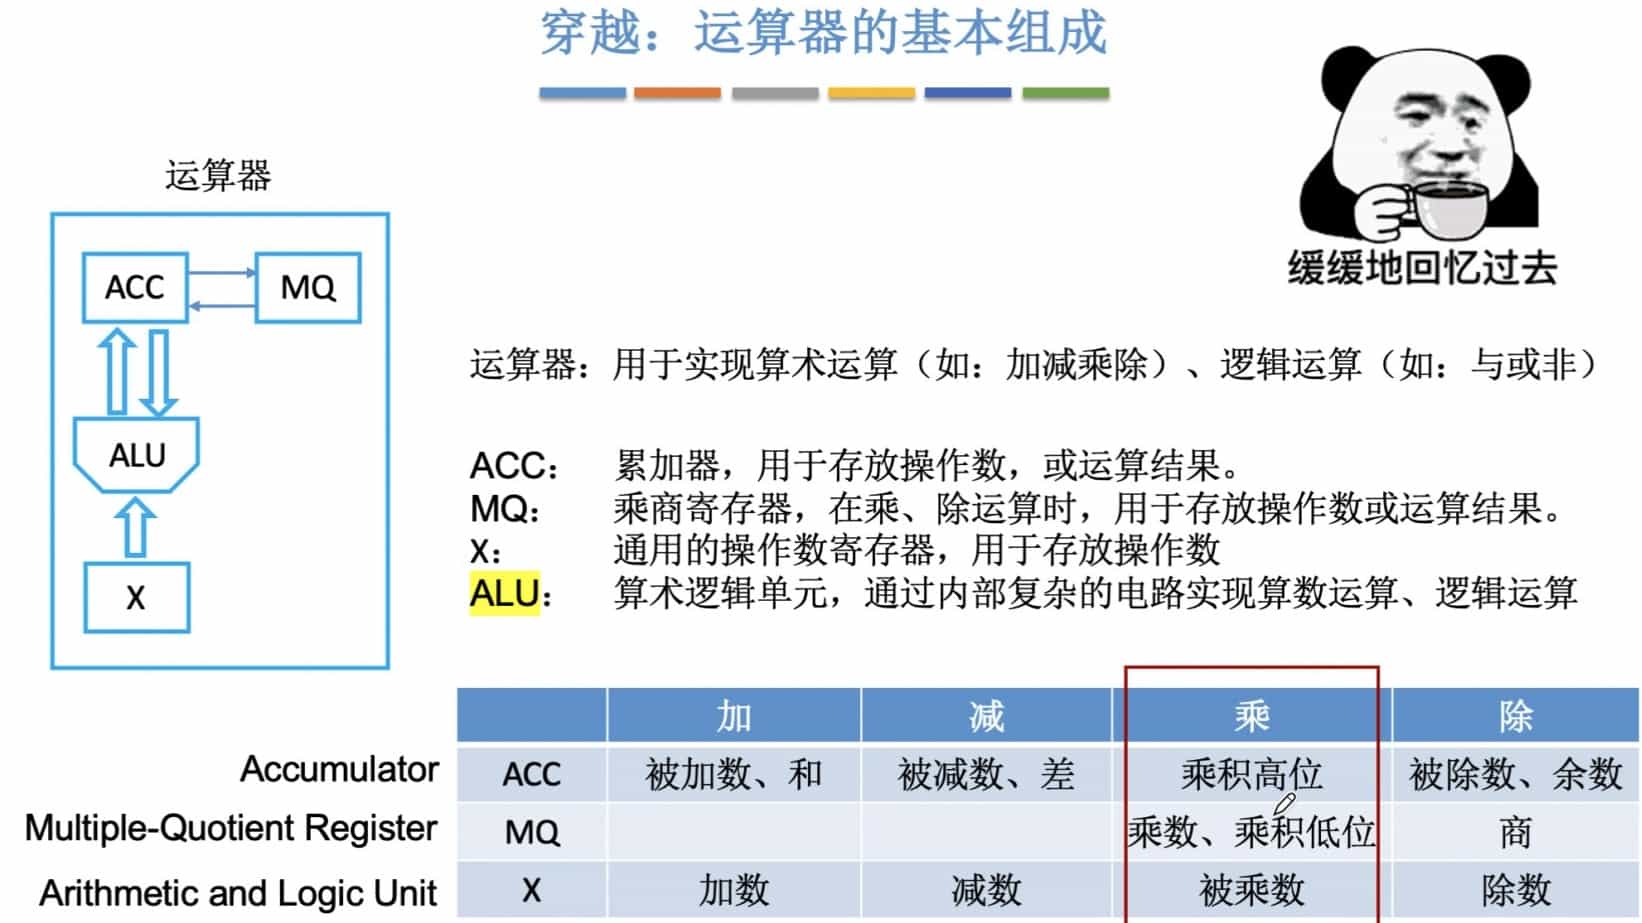 穿越：运算器的基本组成
缓缓地回忆过去
运算器
ACC
MQ
ALU
X
运算器：用于实现算术运算（如：加减乘除）、逻辑运算（如：与或非）
ACC： 累加器，用于存放操作数，或运算结果。
MQ： 乘商寄存器，在乘、除运算时，用于存放操作数或运算结果。
X： 通用的操作数寄存器，用于存放操作数
ALU： 算术逻辑单元，通过内部复杂的电路实现算数运算、逻辑运算
加 减 乘 除
Accumulator ACC 被加数、和 被减数、差 乘积高位 被除数、余数
Multiple-Quotient Register MQ 乘数、乘积低位 商
Arithmetic and Logic Unit X 加数 减数 被乘数 除数